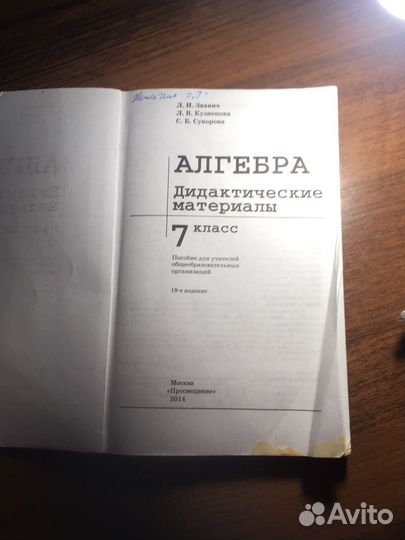 Л. И. Звавич
Л. В. Кузнецова
С. Б. Суворова
АЛГЕБРА
Дидактические
материалы
7 класс
Пособие для учителей
общеобразовательных
организаций
19-е издание
Москва
«Просвещение»
2014
Avito